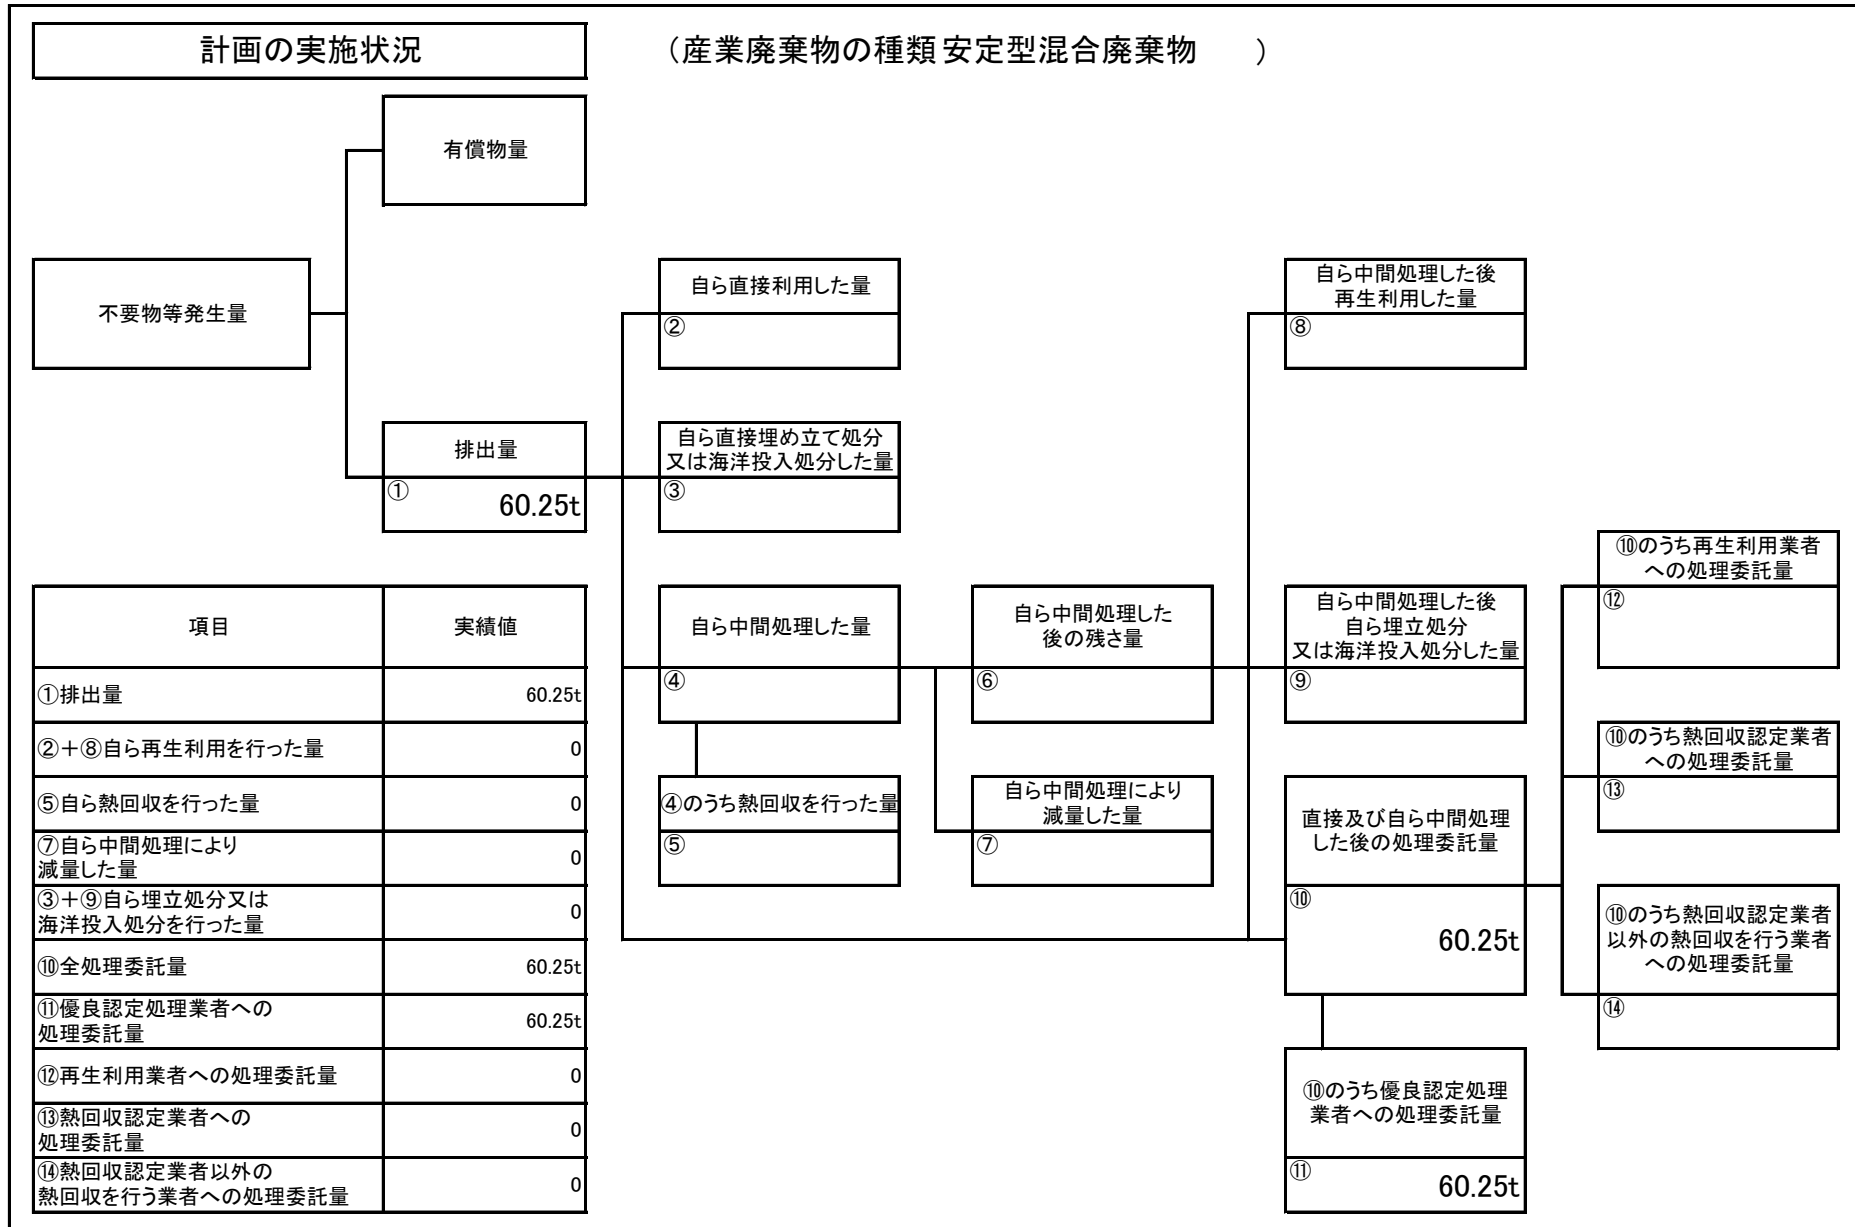 計画の実施状況
（産業廃棄物の種類 安定型混合廃棄物　　）
有償物量
不要物等発生量
自ら直接利用した量
②
自ら中間処理した後
再生利用した量
⑧
排出量
①
60.25t
自ら直接埋め立て処分
又は海洋投入処分した量
③
⑩のうち再生利用業者
への処理委託量
⑫
自ら中間処理した量
④
自ら中間処理した
後の残さ量
⑥
自ら中間処理した後
自ら埋立処分
又は海洋投入処分した量
⑨
⑩のうち熱回収認定業者
への処理委託量
⑬
④のうち熱回収を行った量
⑤
自ら中間処理により
減量した量
⑦
直接及び自ら中間処理
した後の処理委託量
⑩
60.25t
⑩のうち熱回収認定業者
以外の熱回収を行う業者
への処理委託量
⑭
⑩のうち優良認定処理
業者への処理委託量
⑪
60.25t
項目 実績値
①排出量 60.25t
②＋⑧自ら再生利用を行った量 0
⑤自ら熱回収を行った量 0
⑦自ら中間処理により
減量した量 0
③＋⑨自ら埋立処分又は
海洋投入処分を行った量 0
⑩全処理委託量 60.25t
⑪優良認定処理業者への
処理委託量 60.25t
⑫再生利用業者への処理委託量 0
⑬熱回収認定業者への
処理委託量 0
⑭熱回収認定業者以外の
熱回収を行う業者への処理委託量 0